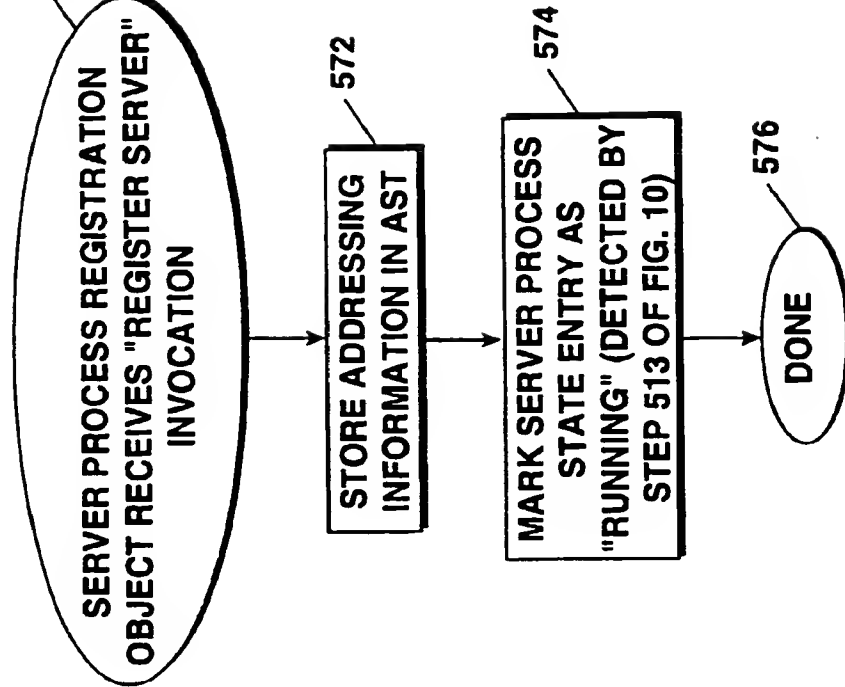 SERVER PROCESS REGISTRATION
OBJECT RECEIVES "REGISTER SERVER"
INVOCATION
572
STORE ADDRESSING
INFORMATION IN AST
574
MARK SERVER PROCESS
STATE ENTRY AS
"RUNNING" (DETECTED BY
STEP 513 OF FIG. 10)
576
DONE